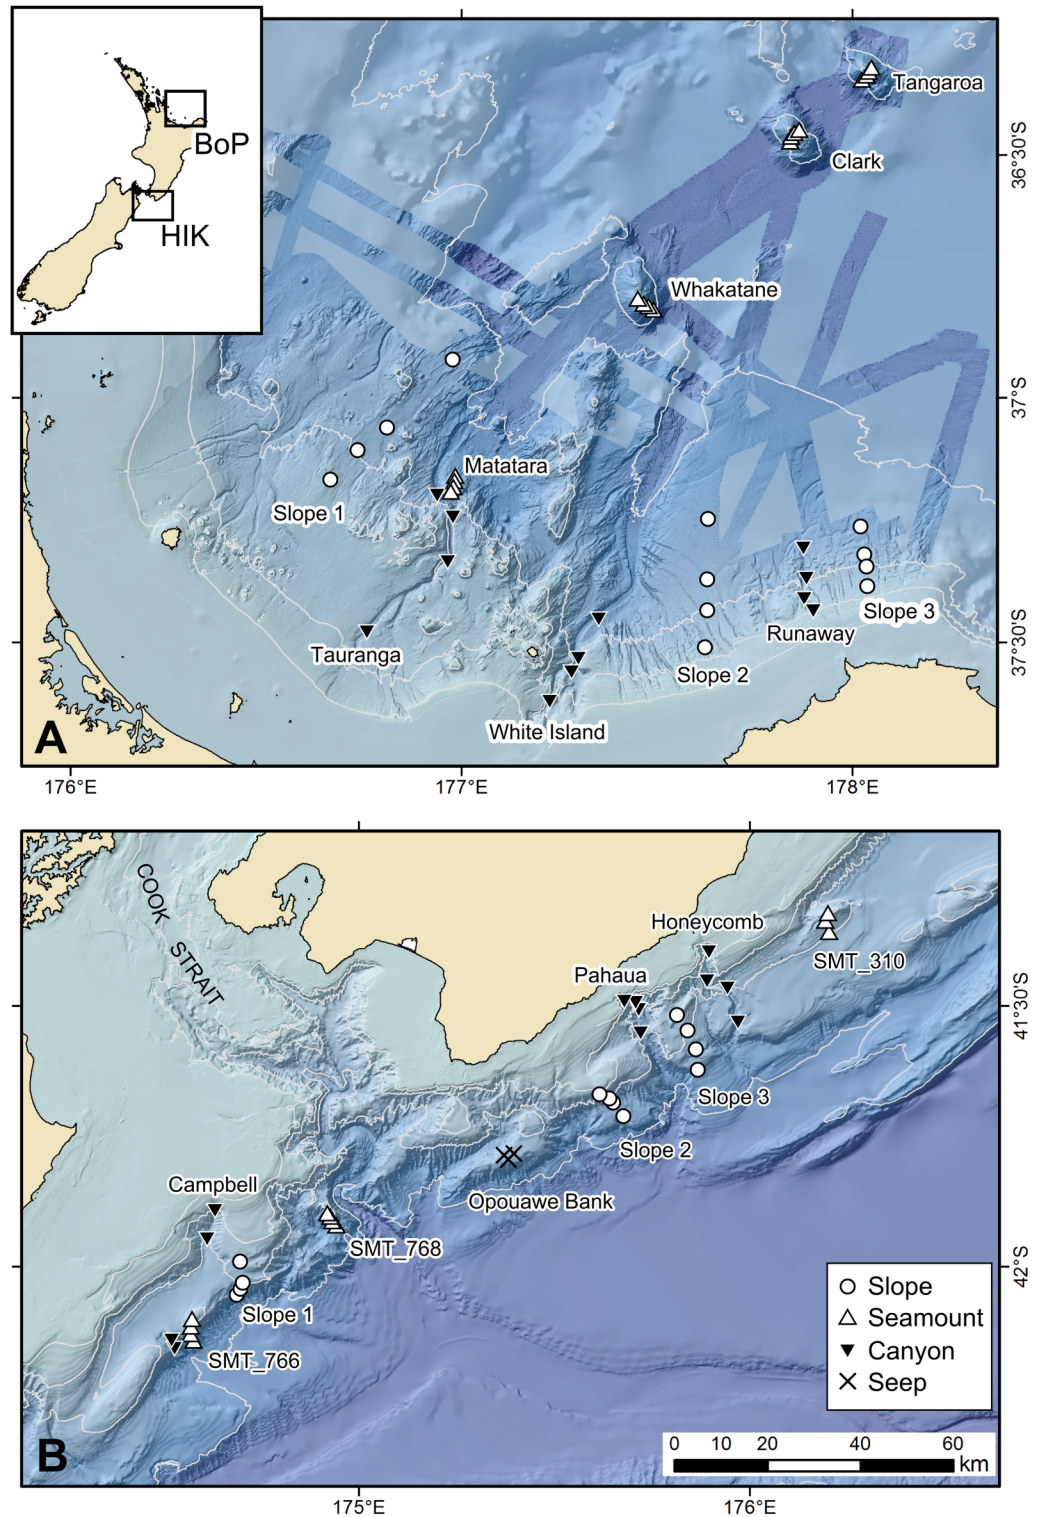 BoP
HIK
Tangaroa
Clark
36°30'S
Whakatane
37°S
Matatara
Slope 1
Slope 3
Runaway
Tauranga
37°30'S
Slope 2
White Island
A
176°E
177°E
178°E
COOK STRAIT
Honeycomb
SMT_310
Pahaua
41°30'S
Slope 3
Slope 2
Campbell
Opouawe Bank
SMT_768
42°S
Slope 1
SMT_766
Slope
Seamount
Canyon
Seep
0 10 20 40 60
km
B
175°E
176°E